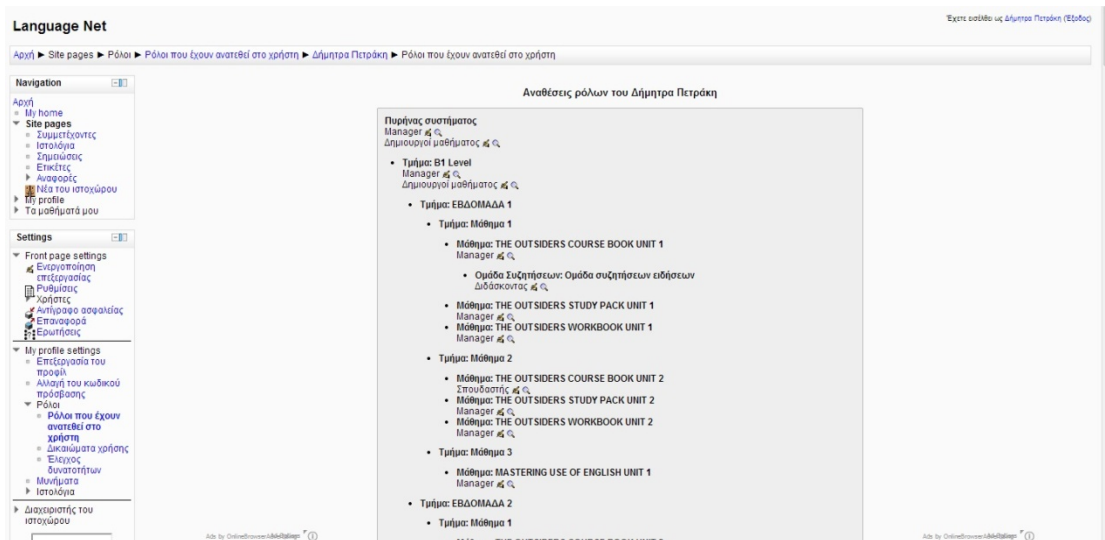 Language Net
Έχετε εισέλθει ως Δήμητρα Πετράκη (Έξοδος)
Αρχή ► Site pages ► Ρόλοι ► Ρόλοι που έχουν ανατεθεί στο χρήστη ► Δήμητρα Πετράκη ► Ρόλοι που έχουν ανατεθεί στο χρήστη
Navigation
Αρχή
My home
Site pages
Συμμετέχοντες
Ιστολόγια
Σημειώσεις
Ετικέτες
Αναφορές
Νέα του ιστοχώρου
My profile
Τα μαθήματά μου
Settings
Front page settings
Ενεργοποίηση
επεξεργασίας
Ρυθμίσεις
Χρήστες
Αντίγραφο ασφαλείας
Επαναφορά
Ερωτήσεις
My profile settings
Επεξεργασία του
προφίλ
Αλλαγή του κωδικού
πρόσβασης
Ρόλοι
Ρόλοι που έχουν
ανατεθεί στο
χρήστη
Δικαιώματα χρήσης
Έλεγχος
δυνατοτήτων
Μυνήματα
Ιστολόγια
Διαχειριστής του
ιστοχώρου
Αναθέσεις ρόλων του Δήμητρα Πετράκη
Πυρήνας συστήματος
Manager
Δημιουργοί μαθήματος
Τμήμα: B1 Level
Manager
Δημιουργοί μαθήματος
Τμήμα: ΕΒΔΟΜΑΔΑ 1
Τμήμα: Μάθημα 1
Μάθημα: THE OUTSIDERS COURSE BOOK UNIT 1
Manager
Ομάδα Συζητήσεων: Ομάδα συζητήσεων ειδήσεων
Διδάσκοντας
Μάθημα: THE OUTSIDERS STUDY PACK UNIT 1
Manager
Μάθημα: THE OUTSIDERS WORKBOOK UNIT 1
Manager
Τμήμα: Μάθημα 2
Μάθημα: THE OUTSIDERS COURSE BOOK UNIT 2
Σπουδαστής
Μάθημα: THE OUTSIDERS STUDY PACK UNIT 2
Manager
Μάθημα: THE OUTSIDERS WORKBOOK UNIT 2
Manager
Τμήμα: Μάθημα 3
Μάθημα: MASTERING USE OF ENGLISH UNIT 1
Manager
Τμήμα: ΕΒΔΟΜΑΔΑ 2
Τμήμα: Μάθημα 1
Ads by
Ads by